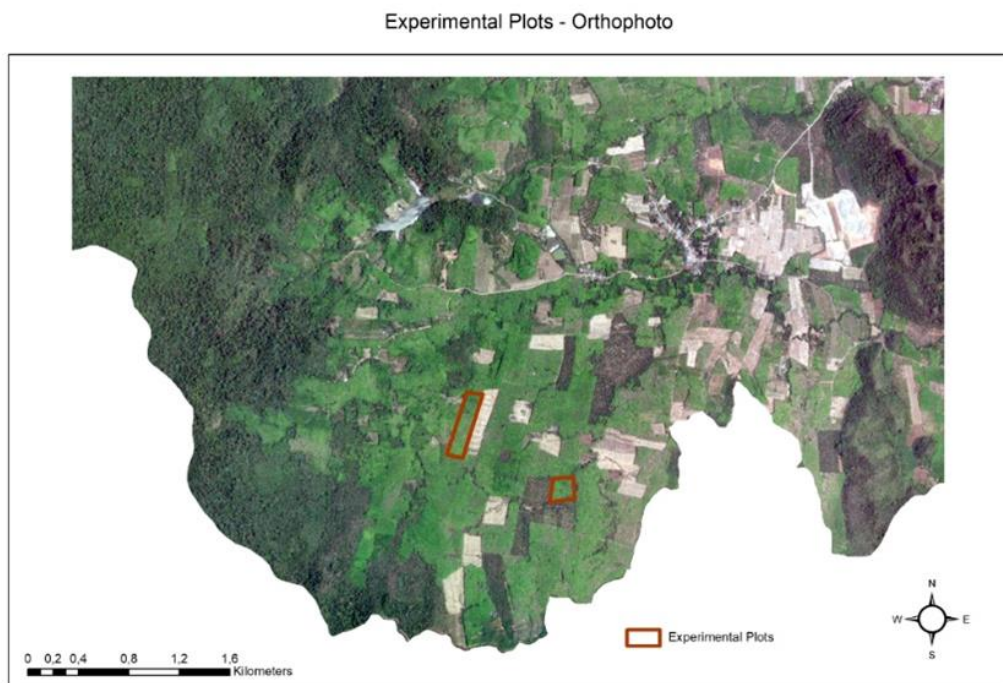 Experimental Plots - Orthophoto
N
W E
S
Experimental Plots
0 0,2 0,4 0,8 1,2 1,6
Kilometers